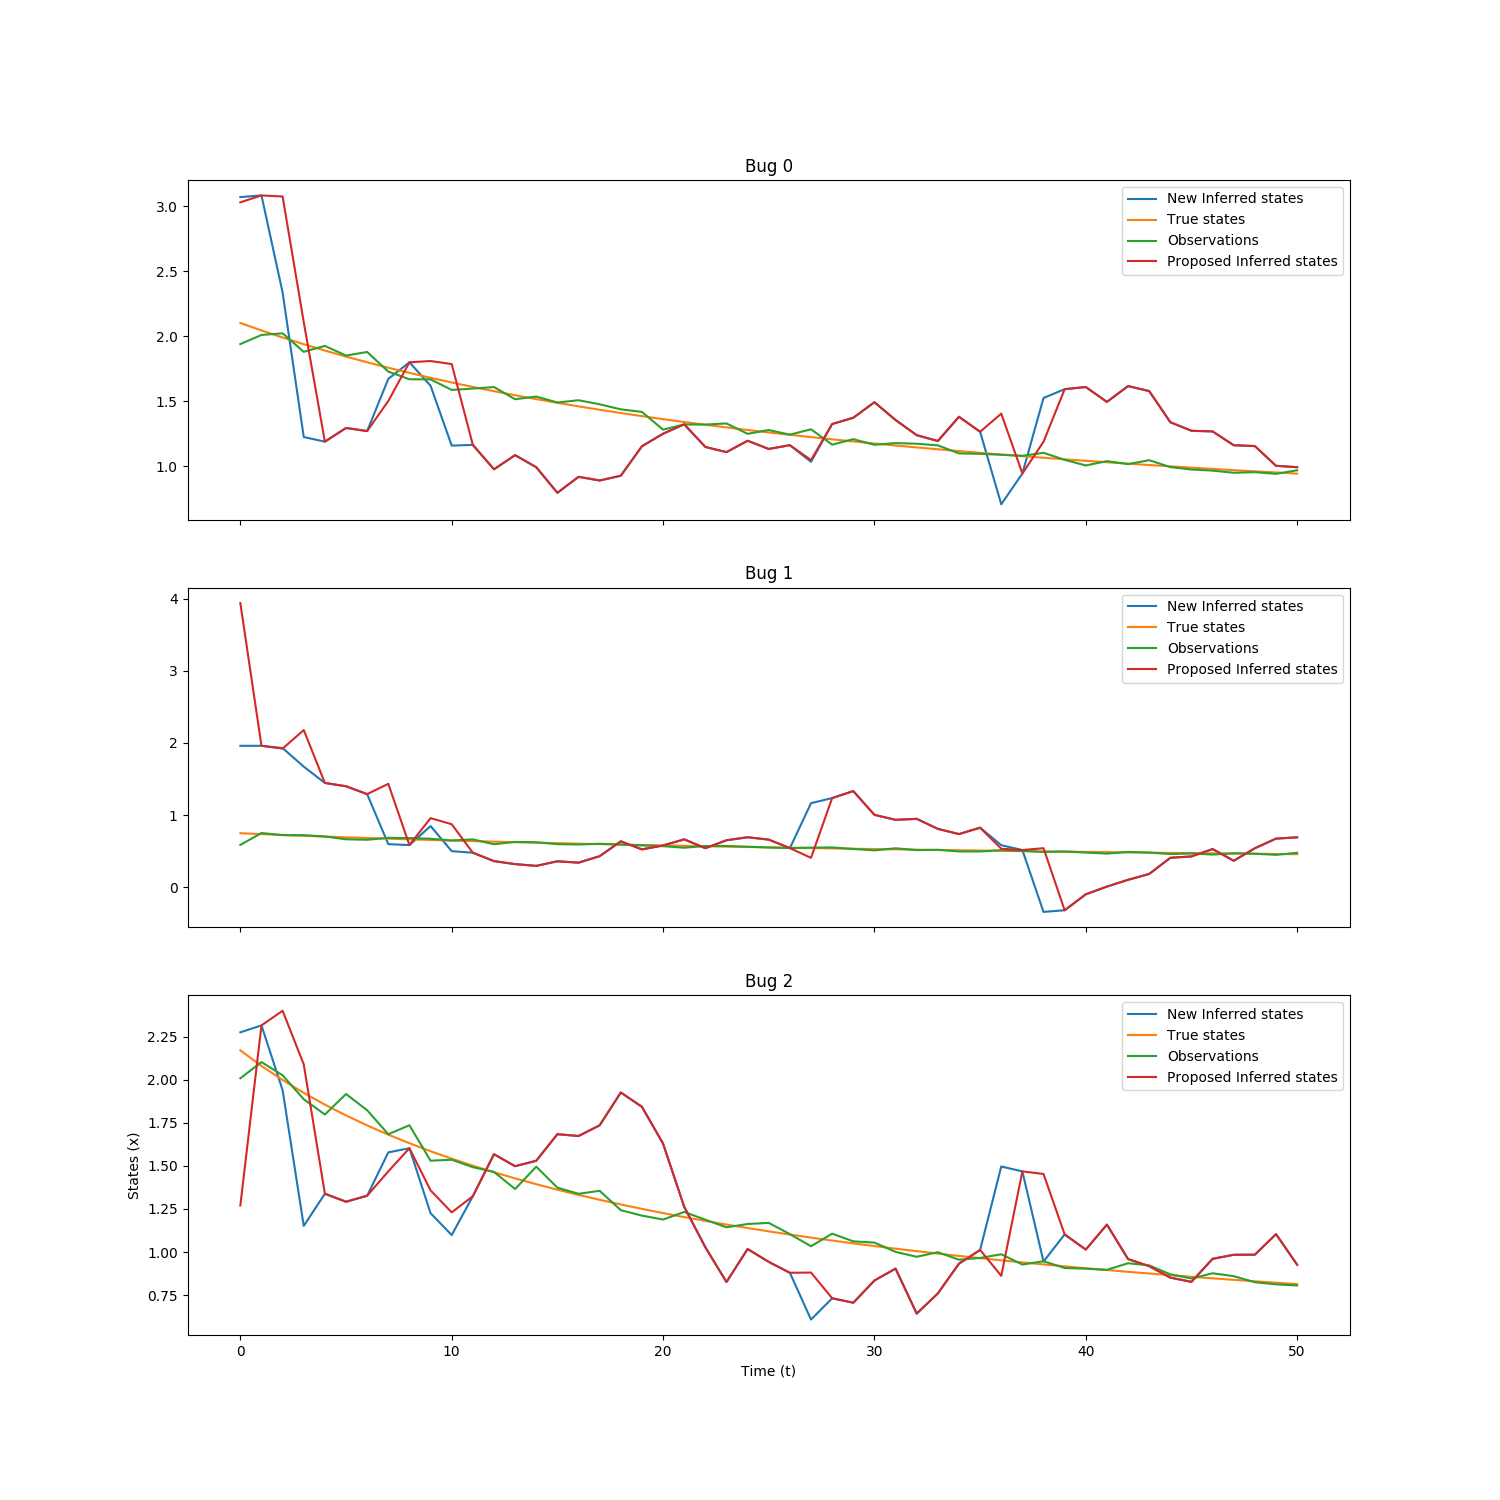 Bug 0
3.0
2.5
2.0
1.5
1.0
New Inferred states
True states
Observations
Proposed Inferred states
Bug 1
4
3
2
1
0
New Inferred states
True states
Observations
Proposed Inferred states
Bug 2
2.25
2.00
1.75
1.50
1.25
1.00
0.75
States (x)
New Inferred states
True states
Observations
Proposed Inferred states
0 10 20 30 40 50
Time (t)